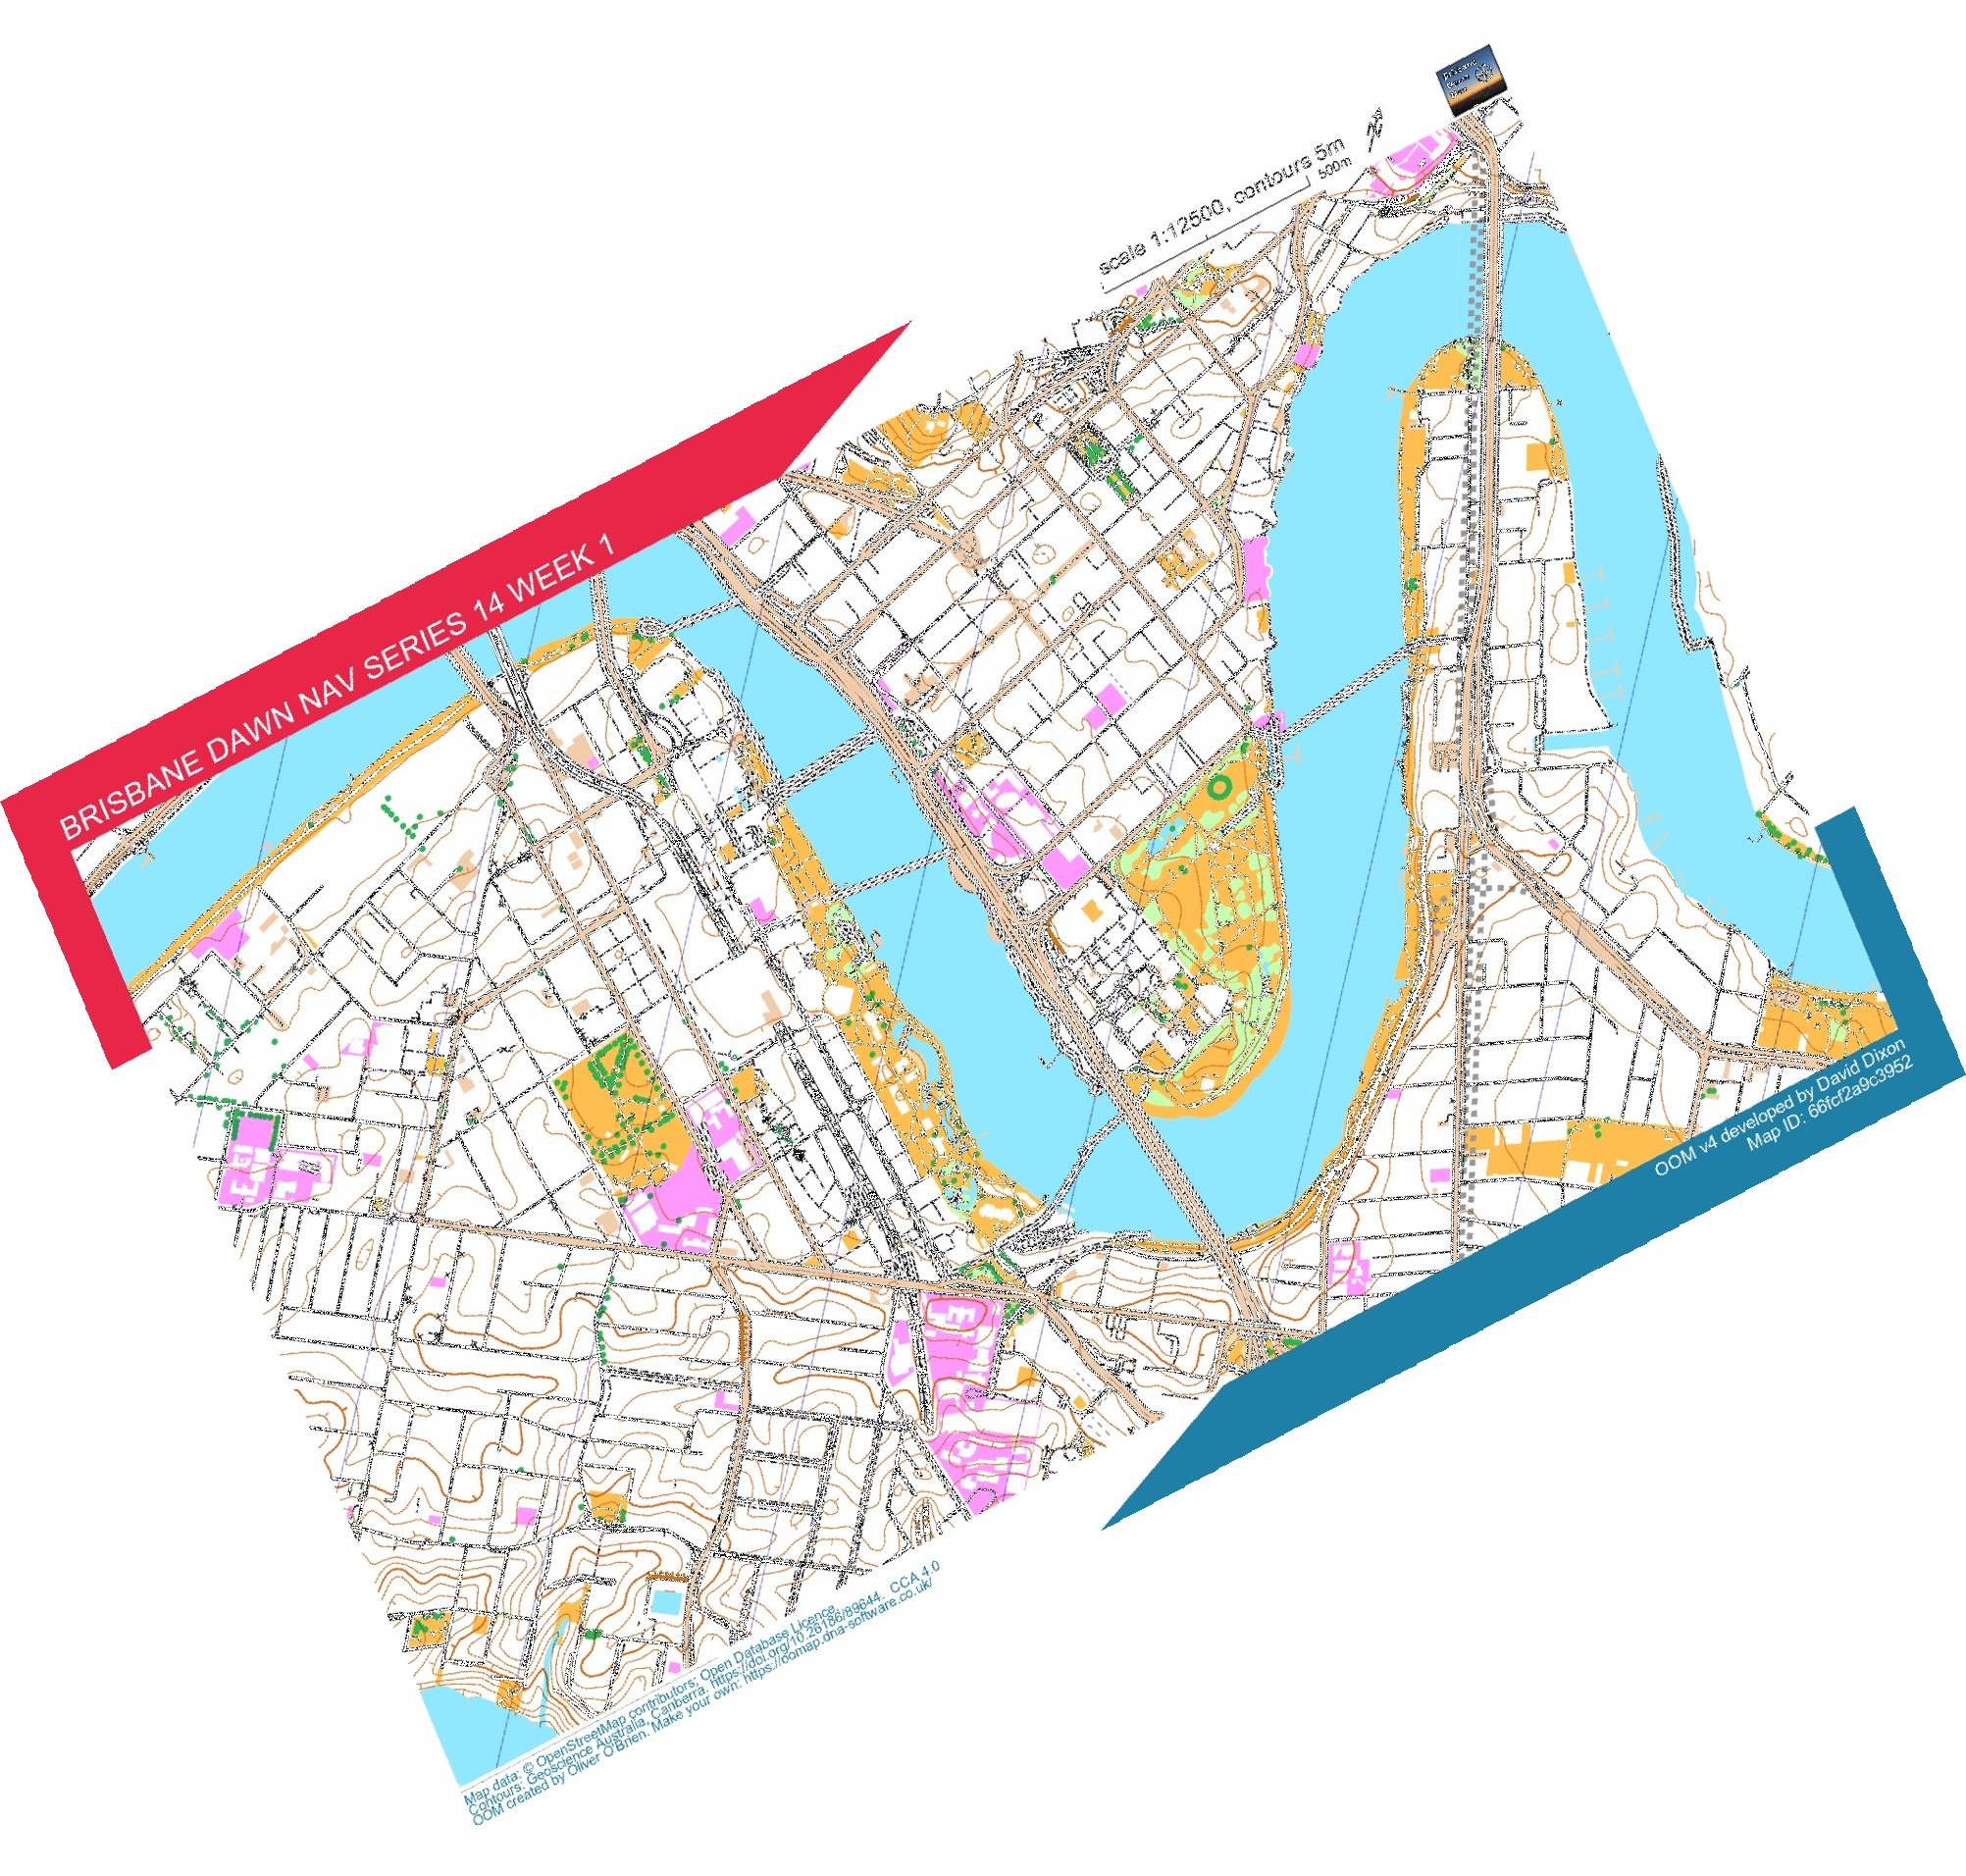 scale 1:12500, contours 5m
500m
N
BRISBANE DAWN NAV SERIES 14 WEEK 1
OOM v4 developed by David Dixon
Map ID: 66fcf2a9c3952
Map data: © OpenStreetMap contributors, Open Database Licence.
Contours: Geoscience Australia, Canberra. https://doi.org/10.26186/89644. CCA 4.0
OOM created by Oliver O'Brien. Make your own: https://oomap.dna-software.co.uk/